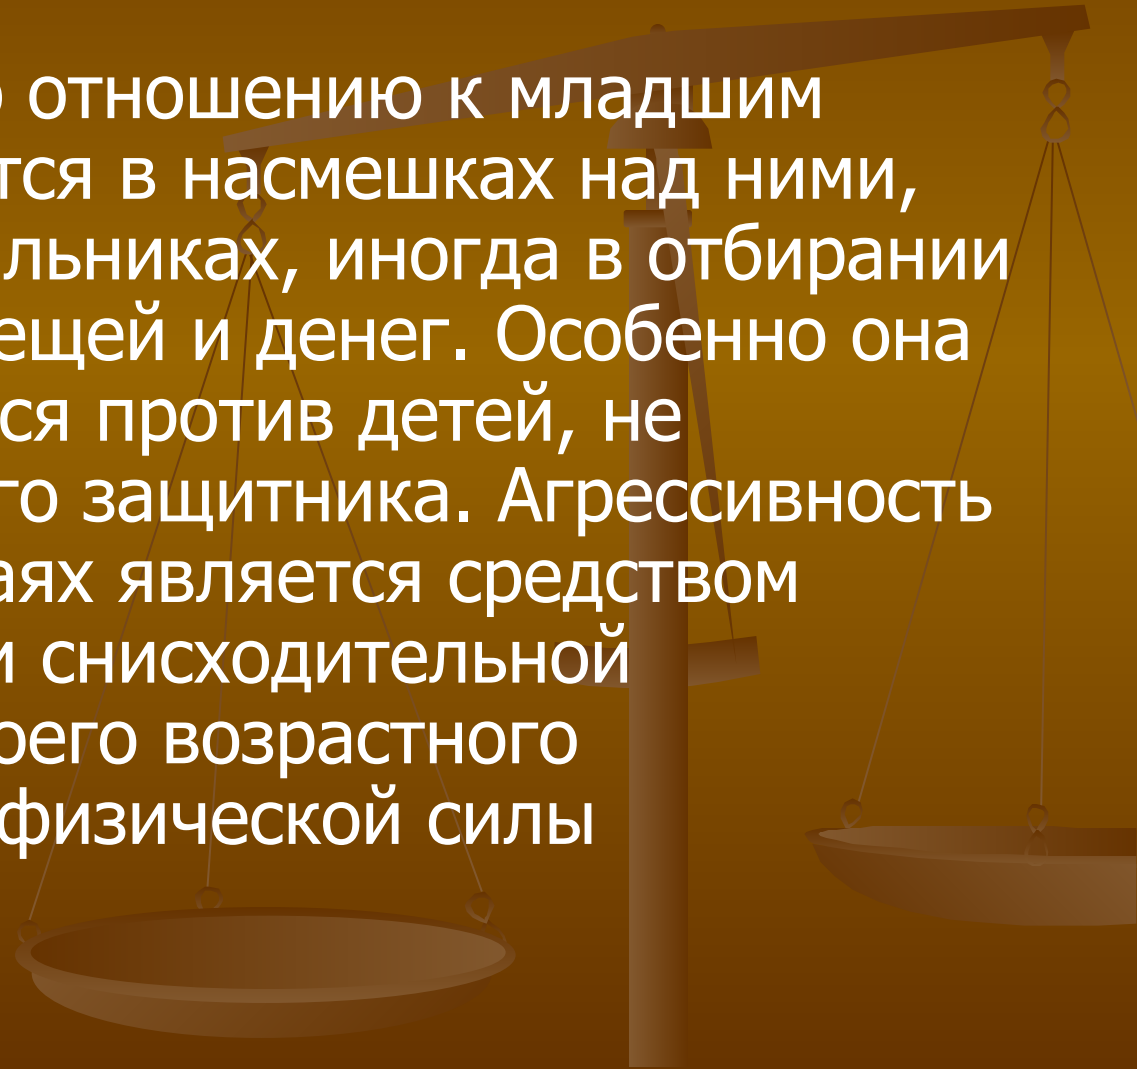 о отношению к младшим
тся в насмешках над ними,
льниках, иногда в отбирании
ещей и денег. Особенно она
ся против детей, не
го защитника. Агрессивность
аях является средством
и снисходительной
оего возрастного
физической силы